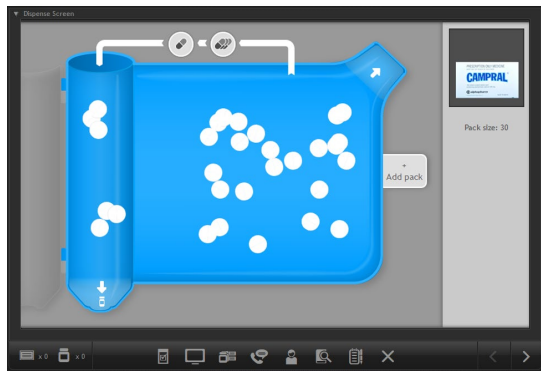 Dispense Screen
CAMPRAL
Pack size: 30
+
Add pack
x 0
x 0